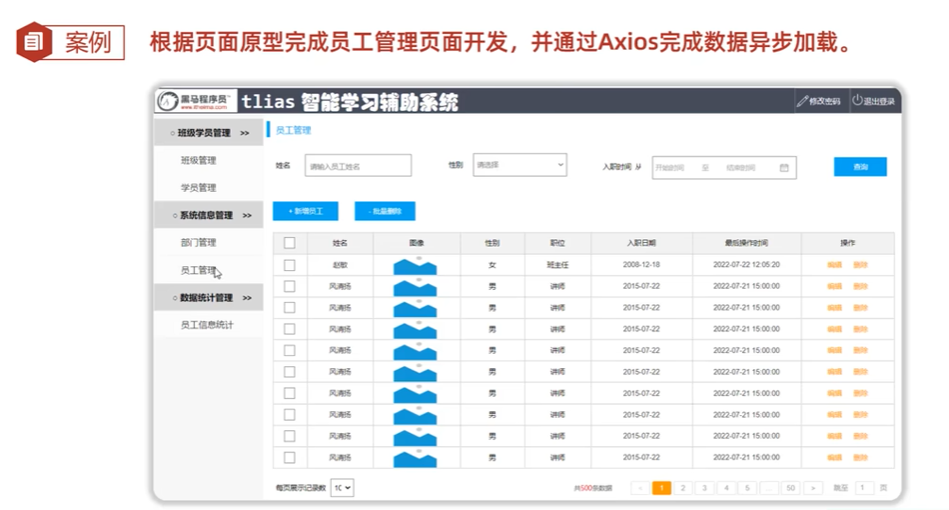 案例 根据页面原型完成员工管理页面开发，并通过Axios完成数据异步加载。
黑马程序员 www.itheima.com tlias 智能学习辅助系统 修改密码 退出登录
班级学员管理 >>
班级管理
学员管理
系统信息管理 >>
部门管理
员工管理
数据统计管理 >>
员工信息统计
员工管理
姓名 请输入员工姓名 性别 请选择 入职时间 从 开始时间 至 结束时间 查询
+ 新增员工 - 批量删除
姓名 图像 性别 职位 入职日期 最后操作时间 操作
赵敏 女 班主任 2008-12-18 2022-07-22 12:05:20 编辑 删除
风清扬 男 讲师 2015-07-22 2022-07-21 15:00:00 编辑 删除
风清扬 男 讲师 2015-07-22 2022-07-21 15:00:00 编辑 删除
风清扬 男 讲师 2015-07-22 2022-07-21 15:00:00 编辑 删除
风清扬 男 讲师 2015-07-22 2022-07-21 15:00:00 编辑 删除
风清扬 男 讲师 2015-07-22 2022-07-21 15:00:00 编辑 删除
风清扬 男 讲师 2015-07-22 2022-07-21 15:00:00 编辑 删除
风清扬 男 讲师 2015-07-22 2022-07-21 15:00:00 编辑 删除
风清扬 男 讲师 2015-07-22 2022-07-21 15:00:00 编辑 删除
风清扬 男 讲师 2015-07-22 2022-07-21 15:00:00 编辑 删除
每页展示记录数 共500条数据 < 1 2 3 4 5 ... 50 > 跳至 1 页